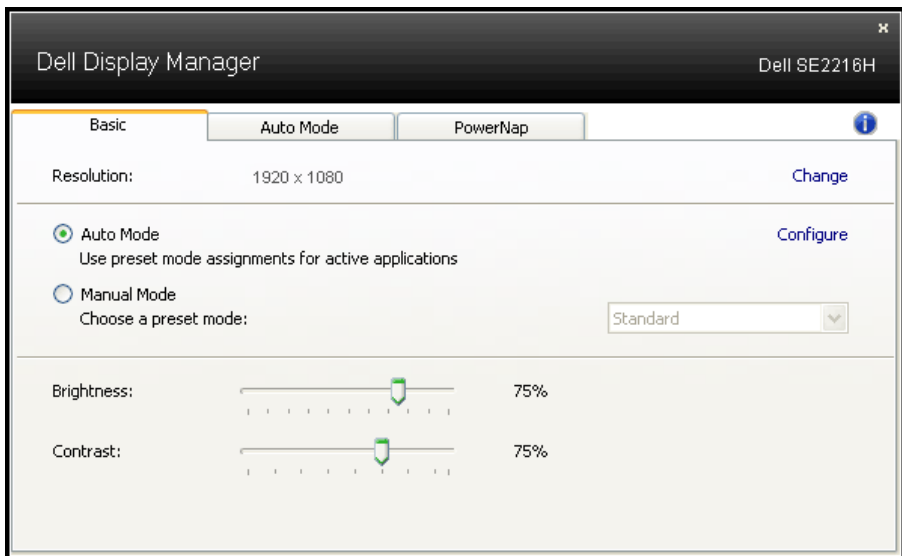 Dell Display Manager
Dell SE2216H
Basic
Auto Mode
PowerNap
Resolution:
1920 x 1080
Change
Auto Mode
Configure
Use preset mode assignments for active applications
Manual Mode
Choose a preset mode:
Standard
Brightness:
75%
Contrast:
75%